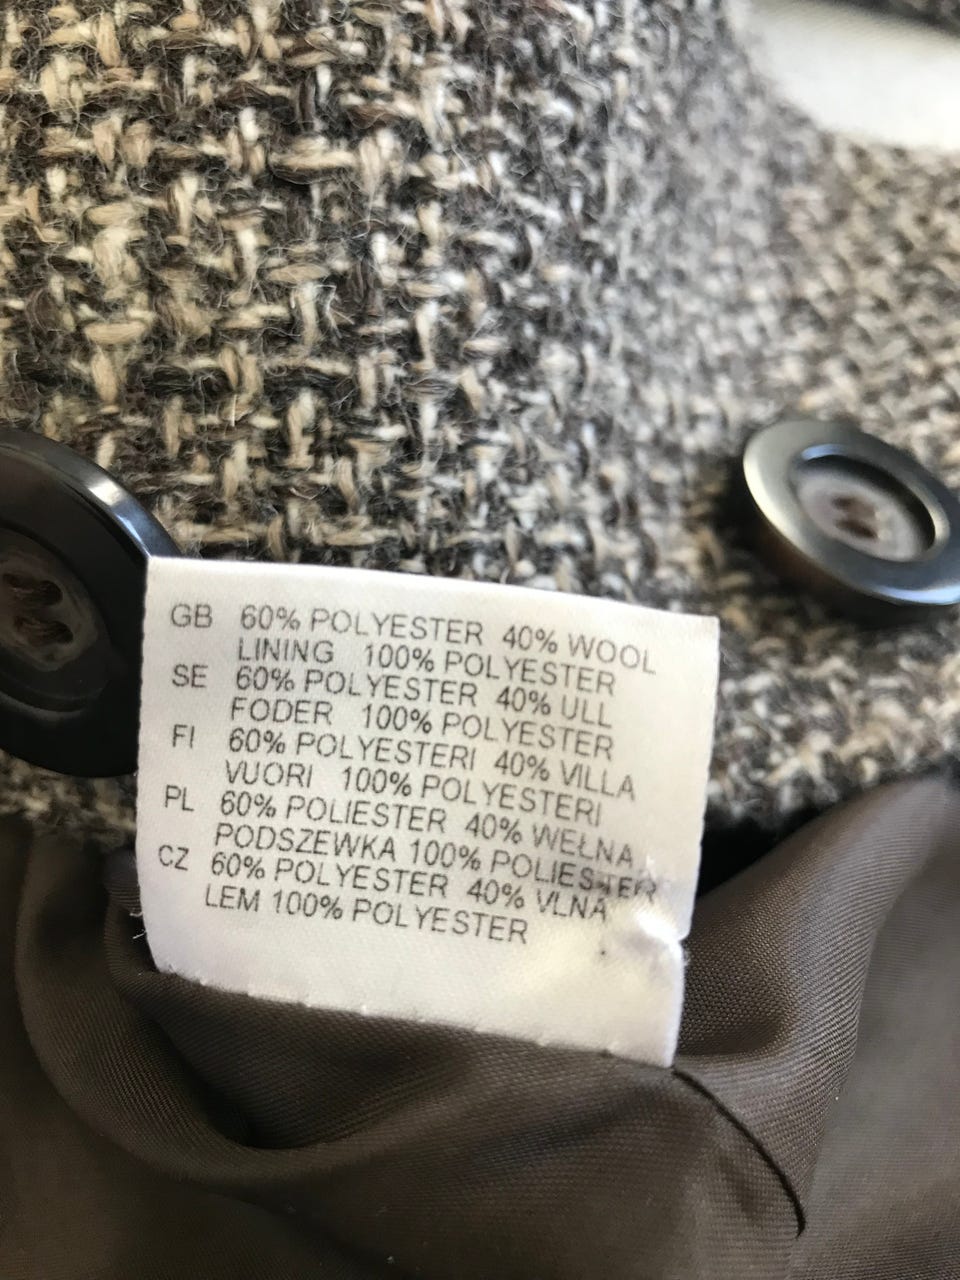 GB 60% POLYESTER 40% WOOL
LINING 100% POLYESTER
SE 60% POLYESTER 40% ULL
FODER 100% POLYESTER
FI 60% POLYESTERI 40% VILLA
VUORI 100% POLYESTERI
PL 60% POLIESTER 40% WEŁNA
PODSZEWKA 100% POLIESTER
CZ 60% POLYESTER 40% VLNA
LEM 100% POLYESTER